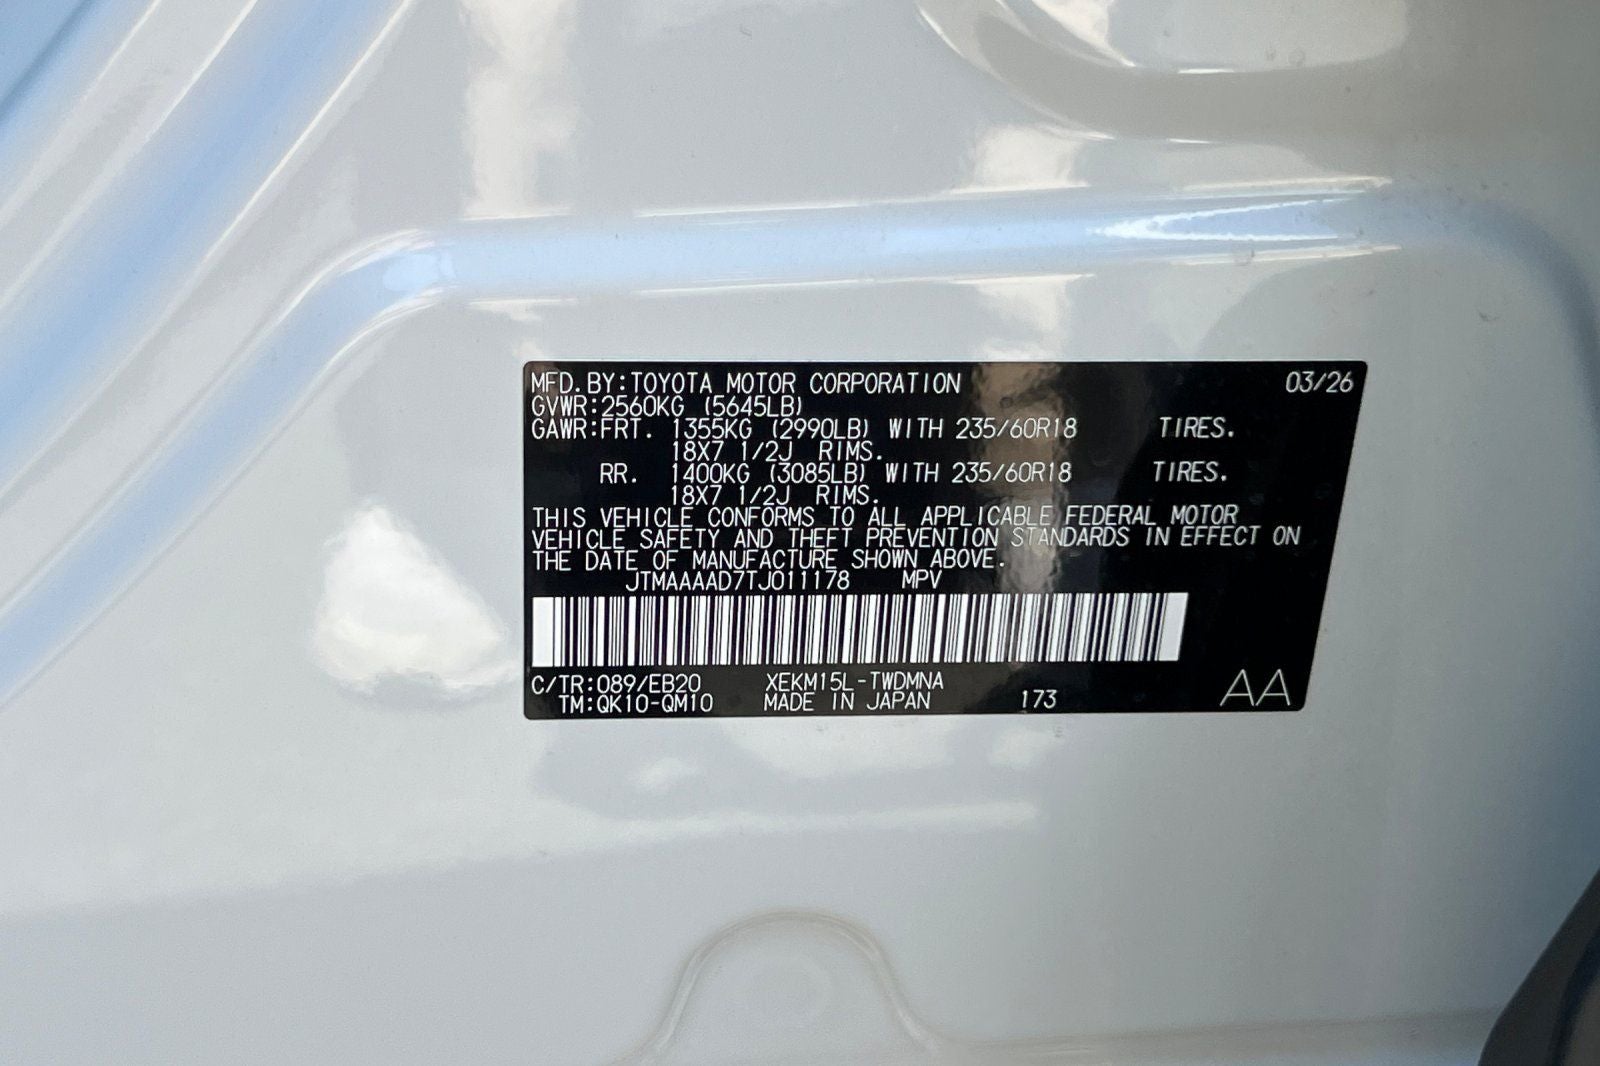 MFD. BY:TOYOTA MOTOR CORPORATION 03/26
GVWR:2560KG (5645LB)
GAWR:FRT. 1355KG (2990LB) WITH 235/60R18 TIRES.
18X7 1/2J RIMS.
RR. 1400KG (3085LB) WITH 235/60R18 TIRES.
18X7 1/2J RIMS.
THIS VEHICLE CONFORMS TO ALL APPLICABLE FEDERAL MOTOR
VEHICLE SAFETY AND THEFT PREVENTION STANDARDS IN EFFECT ON
THE DATE OF MANUFACTURE SHOWN ABOVE.
JTMAAAAD7TJ011178 MPV
C/TR:089/EB20 XEKM15L-TWDMNA
TM:QK10-QM10 MADE IN JAPAN 173 AA